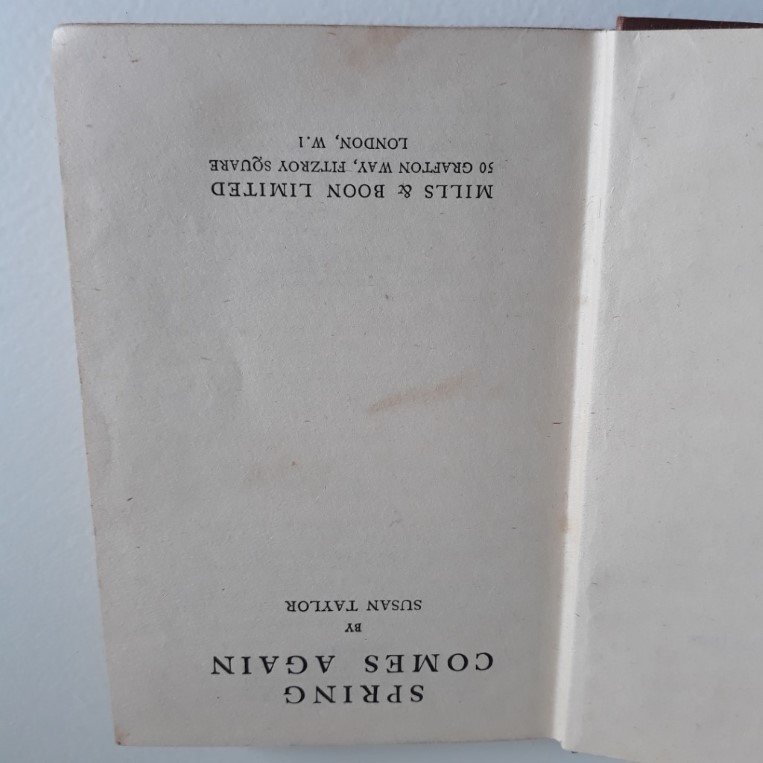 SPRING
COMES AGAIN
BY
SUSAN TAYLOR
MILLS & BOON LIMITED
50 GRAFTON WAY, FITZROY SQUARE
LONDON, W.1